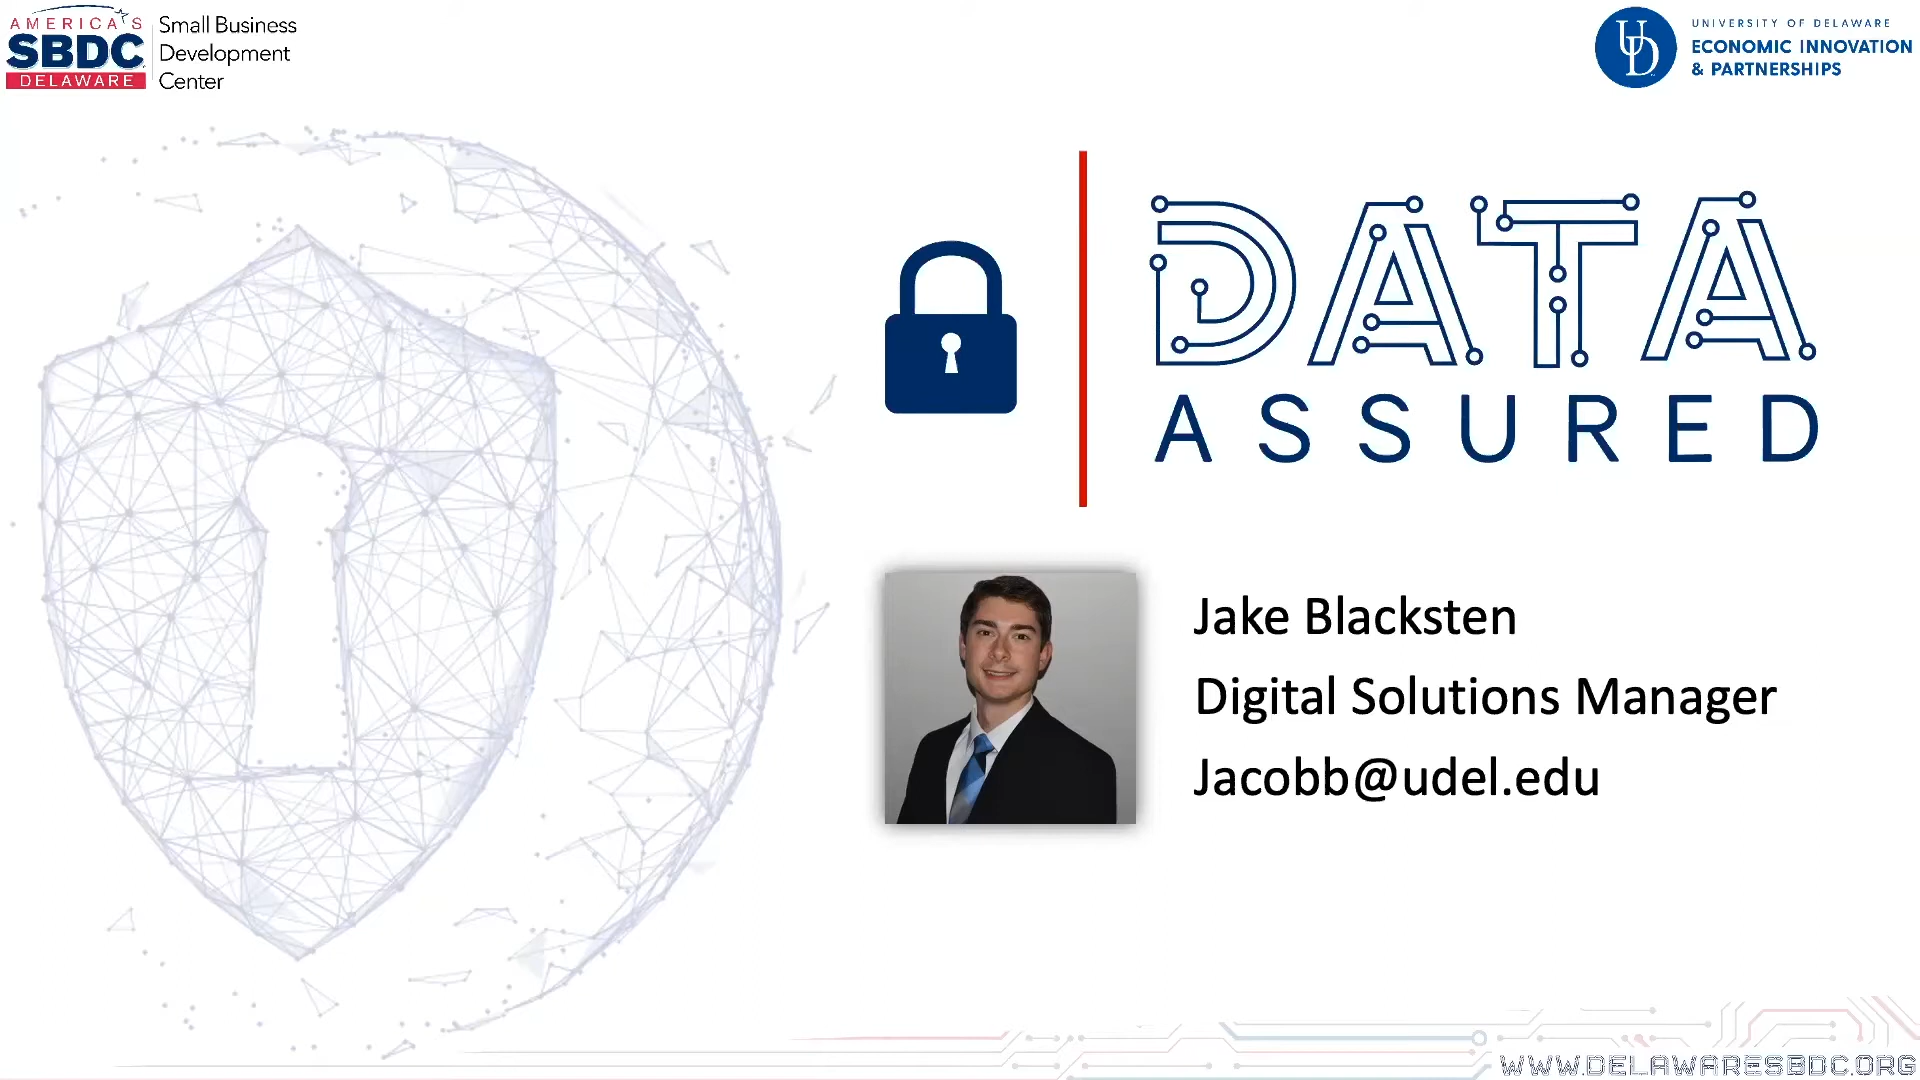 AMERICA'S
SBDC
DELAWARE
Small Business
Development
Center
UNIVERSITY OF DELAWARE
ECONOMIC INNOVATION
& PARTNERSHIPS
UD
DATA
ASSURED
Jake Blacksten
Digital Solutions Manager
Jacobb@udel.edu
WWW.DELAWARESBDC.ORG